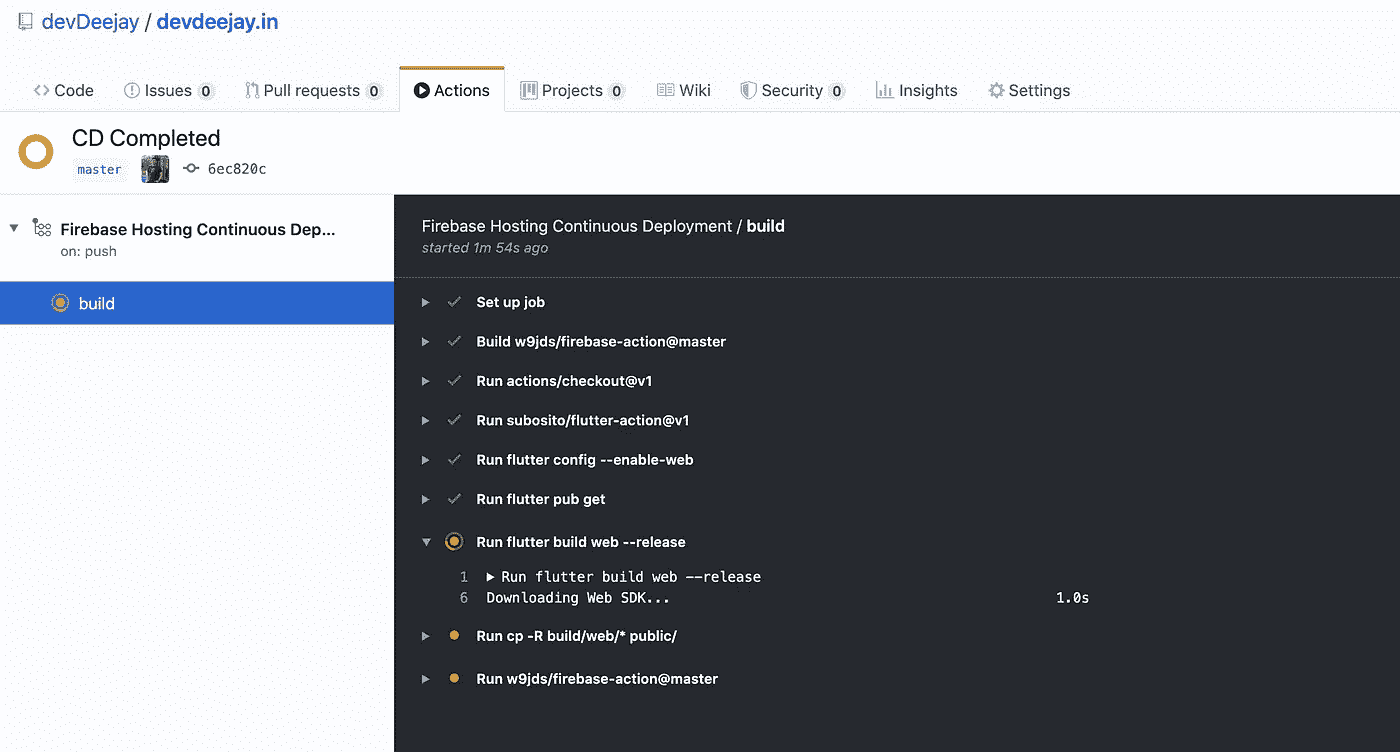 devDeejay / devdeejay.in
Code Issues 0 Pull requests 0 Actions Projects 0 Wiki Security 0 Insights Settings
CD Completed
master 6ec820c
Firebase Hosting Continuous Dep...
on: push
build
Firebase Hosting Continuous Deployment / build
started 1m 54s ago
Set up job
Build w9jds/firebase-action@master
Run actions/checkout@v1
Run subosito/flutter-action@v1
Run flutter config --enable-web
Run flutter pub get
Run flutter build web --release
1 Run flutter build web --release
6 Downloading Web SDK... 1.0s
Run cp -R build/web/* public/
Run w9jds/firebase-action@master